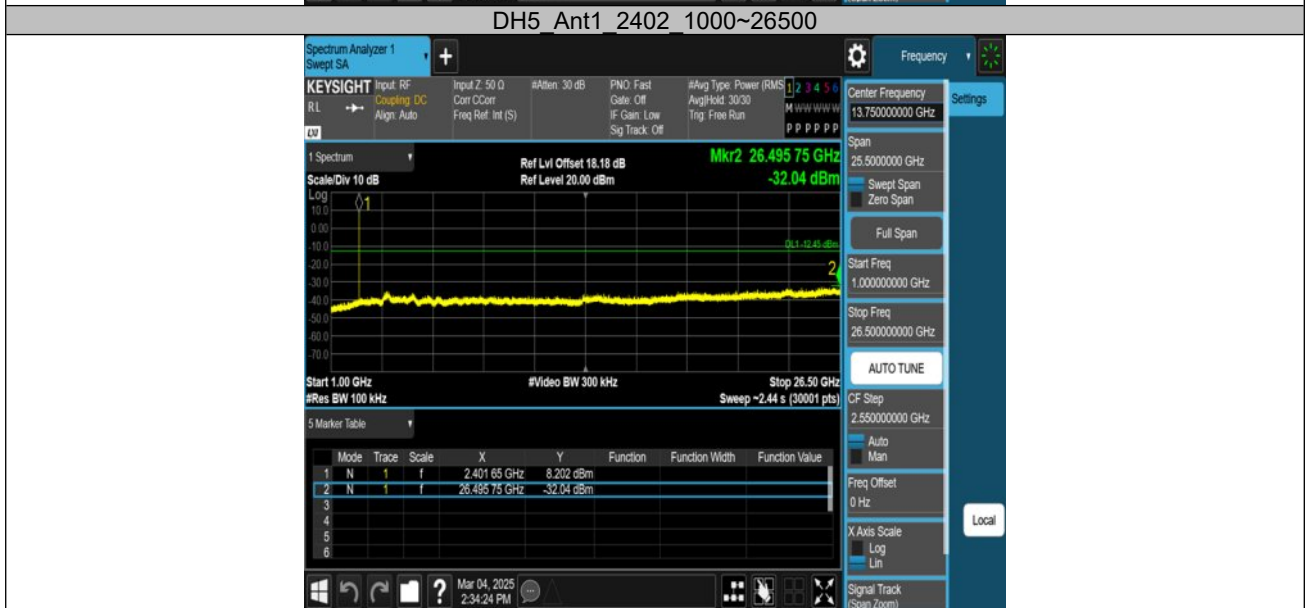 DH5_Ant1_2402_1000~26500
Spectrum Analyzer 1
Swept SA
+
Frequency
KEYSIGHT
RL
LXI
Input: RF
Coupling: DC
Align: Auto
Input Z: 50 Ω
Corr CCorr
Freq Ref: Int (S)
#Atten: 30 dB
PNO: Fast
Gate: Off
IF Gain: Low
Sig Track: Off
#Avg Type: Power (RMS
Avg|Hold: 30/30
Trig: Free Run
1 2 3 4 5 6
M W W W W W
P P P P P P
Center Frequency
13.750000000 GHz
Settings
1 Spectrum
Scale/Div 10 dB
Ref Lvl Offset 18.18 dB
Ref Level 20.00 dBm
Mkr2 26.495 75 GHz
-32.04 dBm
Span
25.5000000 GHz
Swept Span
Zero Span
Full Span
Log
10.0
0.00
-10.0
-20.0
-30.0
-40.0
-50.0
-60.0
-70.0
1
DL1 -12.45 dBm
2
Start Freq
1.000000000 GHz
Stop Freq
26.500000000 GHz
AUTO TUNE
Start 1.00 GHz
#Res BW 100 kHz
#Video BW 300 kHz
Stop 26.50 GHz
Sweep ~2.44 s (30001 pts)
CF Step
2.550000000 GHz
Auto
Man
5 Marker Table
Mode Trace Scale X Y Function Function Width Function Value
1 N 1 f 2.401 65 GHz 8.202 dBm
2 N 1 f 26.495 75 GHz -32.04 dBm
3
4
5
6
Freq Offset
0 Hz
Local
X Axis Scale
Log
Lin
Signal Track
(Span Zoom)
?
Mar 04, 2025
2:34:24 PM